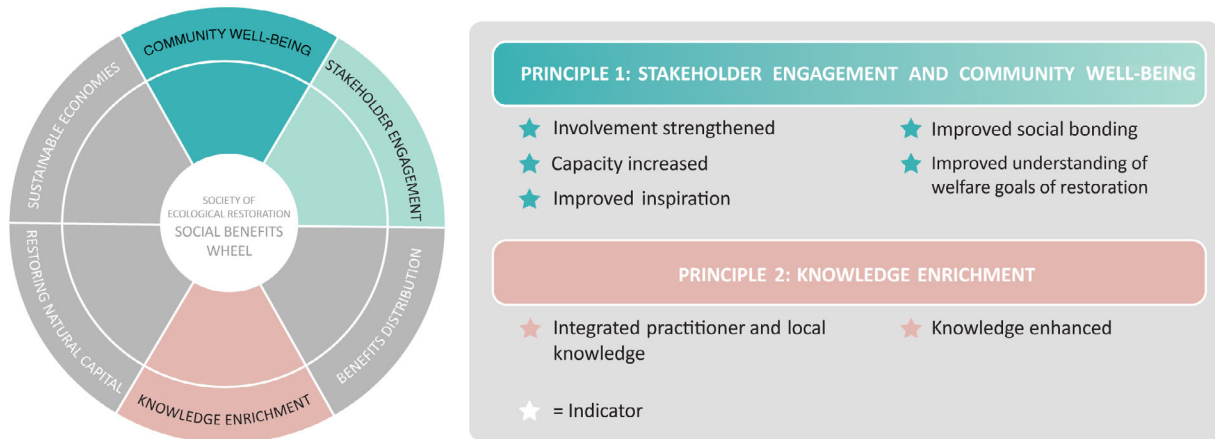 COMMUNITY WELL-BEING
STAKEHOLDER ENGAGEMENT
BENEFITS DISTRIBUTION
KNOWLEDGE ENRICHMENT
RESTORING NATURAL CAPITAL
SUSTAINABLE ECONOMIES
SOCIETY OF
ECOLOGICAL RESTORATION
SOCIAL BENEFITS
WHEEL
PRINCIPLE 1: STAKEHOLDER ENGAGEMENT AND COMMUNITY WELL-BEING
Involvement strengthened
Capacity increased
Improved inspiration
Improved social bonding
Improved understanding of
welfare goals of restoration
PRINCIPLE 2: KNOWLEDGE ENRICHMENT
Integrated practitioner and local
knowledge
Knowledge enhanced
= Indicator